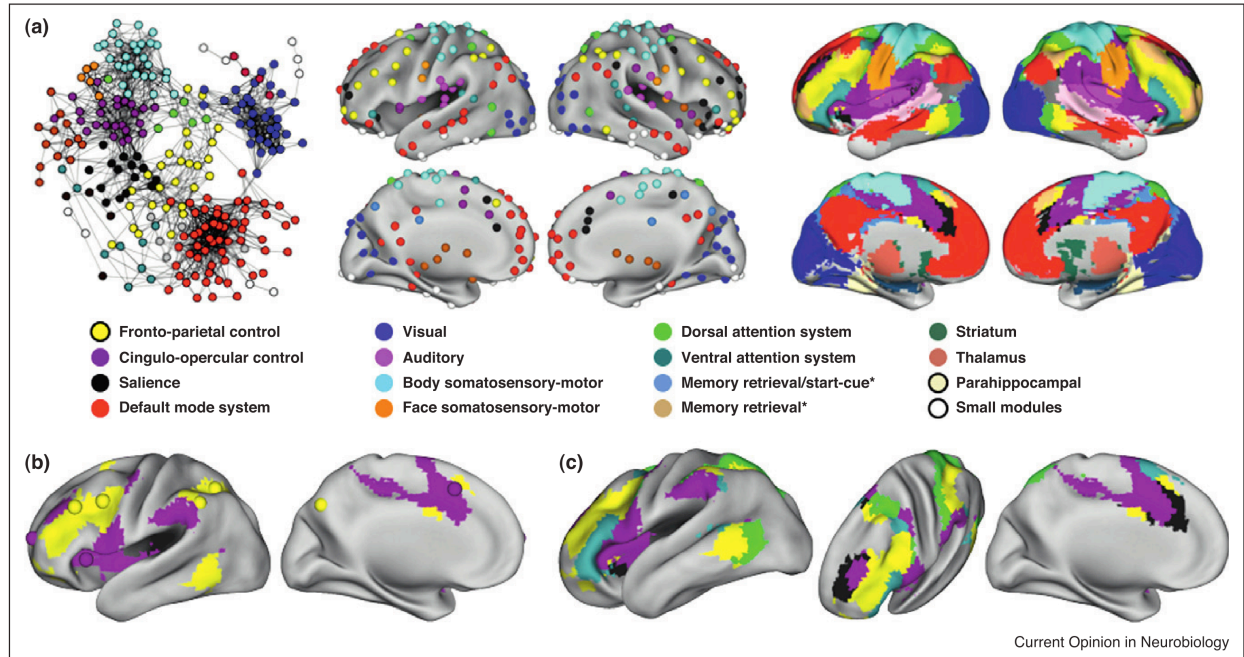 (a)
Fronto-parietal control
Cingulo-opercular control
Salience
Default mode system
Visual
Auditory
Body somatosensory-motor
Face somatosensory-motor
Dorsal attention system
Ventral attention system
Memory retrieval/start-cue*
Memory retrieval*
Striatum
Thalamus
Parahippocampal
Small modules
(b)
(c)
Current Opinion in Neurobiology